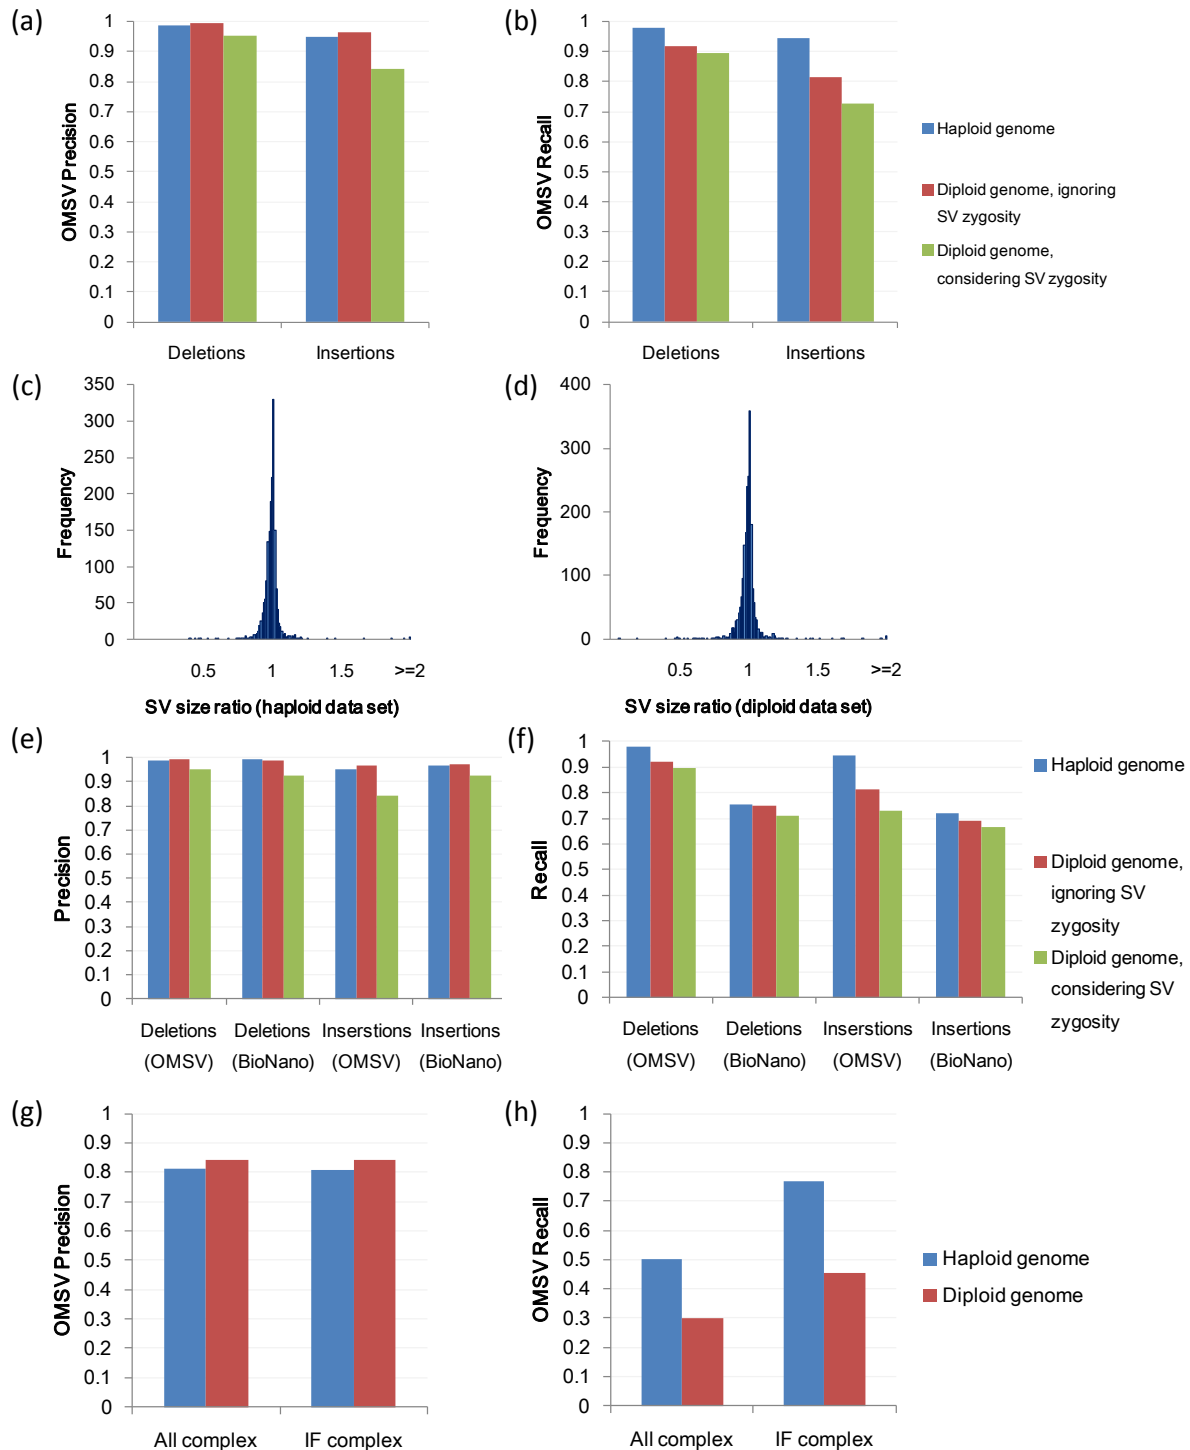 (a)
1
0.9
0.8
0.7
0.6
0.5
0.4
0.3
0.2
0.1
0
OMSV Precision
Deletions
Insertions
(b)
1
0.9
0.8
0.7
0.6
0.5
0.4
0.3
0.2
0.1
0
OMSV Recall
Deletions
Insertions
Haploid genome
Diploid genome, ignoring
SV zygosity
Diploid genome,
considering SV zygosity
(c)
350
300
250
200
150
100
50
0
Frequency
0.5
1
1.5
>=2
SV size ratio (haploid data set)
(d)
400
300
200
100
0
Frequency
0.5
1
1.5
>=2
SV size ratio (diploid data set)
(e)
1
0.9
0.8
0.7
0.6
0.5
0.4
0.3
0.2
0.1
0
Precision
Deletions
(OMSV)
Deletions
(BioNano)
Inserstions
(OMSV)
Insertions
(BioNano)
(f)
1
0.9
0.8
0.7
0.6
0.5
0.4
0.3
0.2
0.1
0
Recall
Deletions
(OMSV)
Deletions
(BioNano)
Inserstions
(OMSV)
Insertions
(BioNano)
Haploid genome
Diploid genome,
ignoring SV
zygosity
Diploid genome,
considering SV
zygosity
(g)
1
0.9
0.8
0.7
0.6
0.5
0.4
0.3
0.2
0.1
0
OMSV Precision
All complex
IF complex
(h)
1
0.9
0.8
0.7
0.6
0.5
0.4
0.3
0.2
0.1
0
OMSV Recall
All complex
IF complex
Haploid genome
Diploid genome